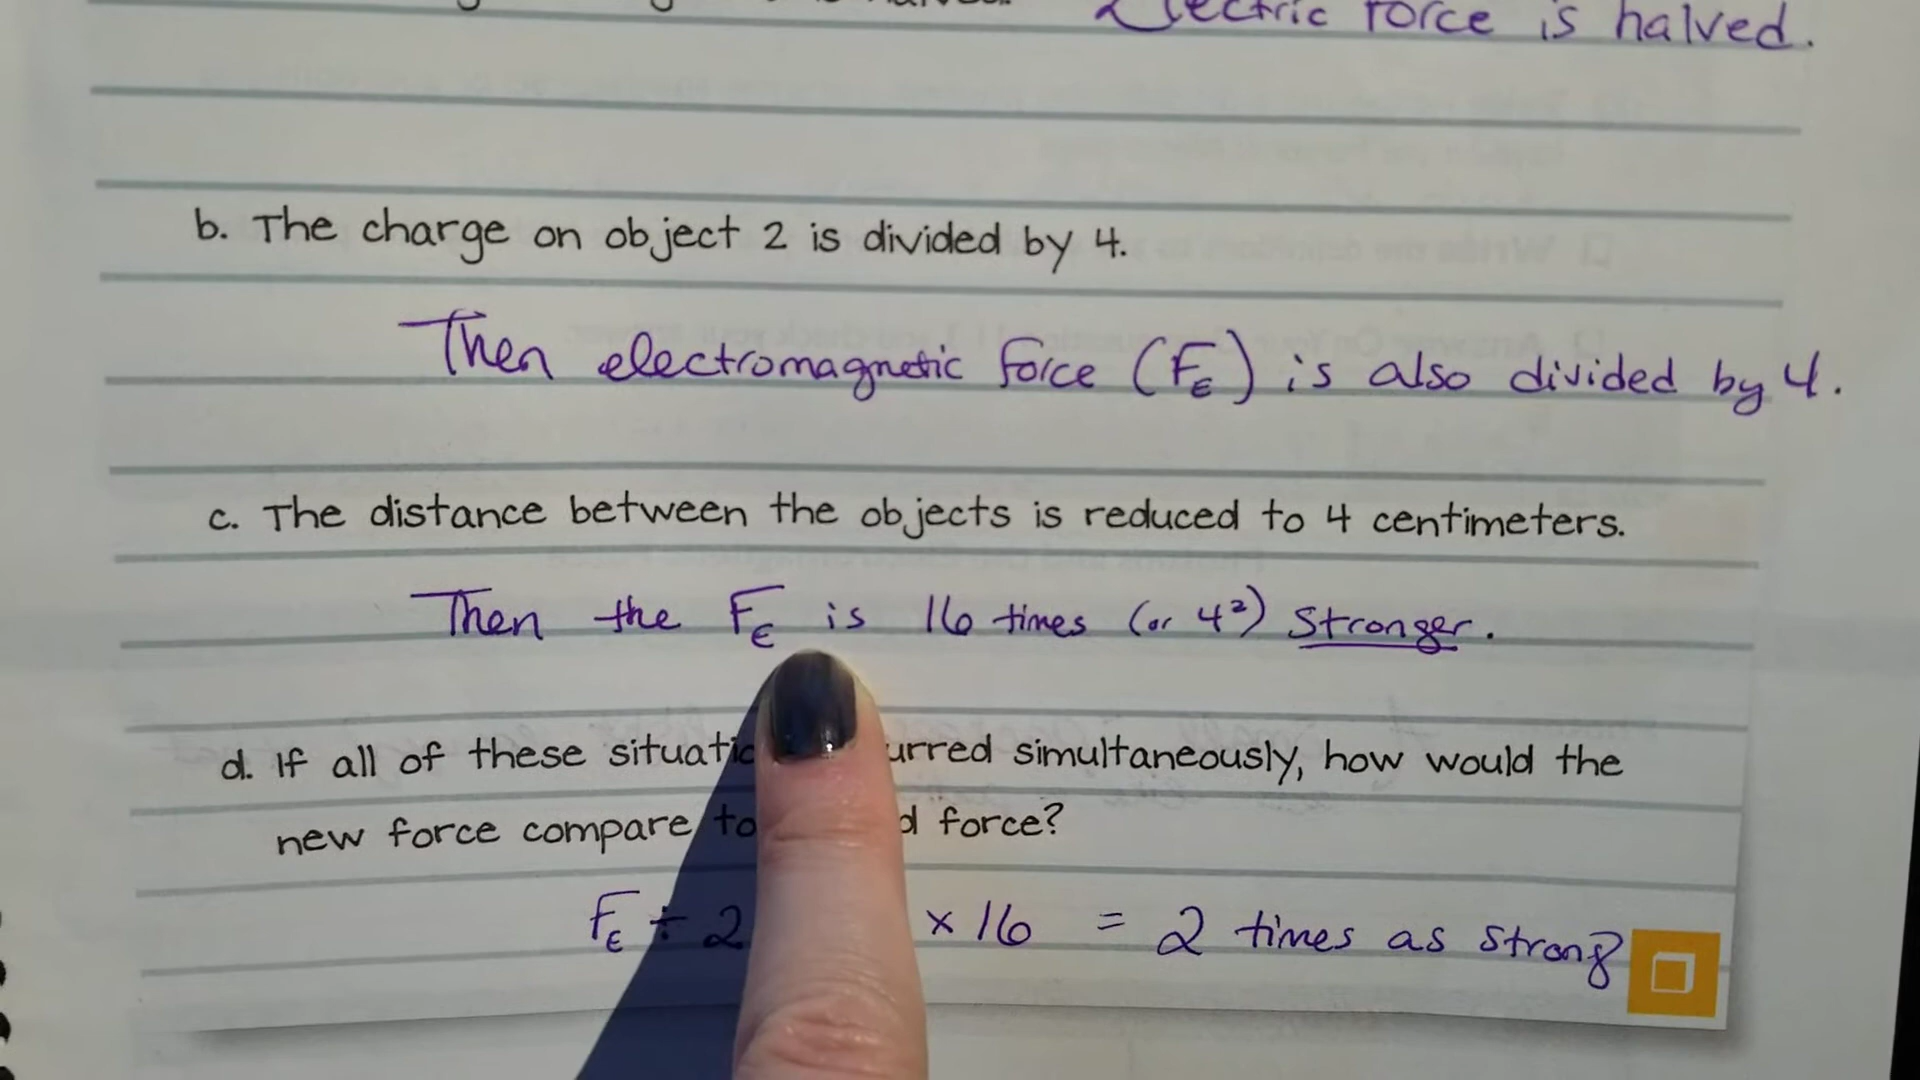 Electric Force is halved.
b. The charge on object 2 is divided by 4.
Then electromagnetic force (FE) is also divided by 4.
c. The distance between the objects is reduced to 4 centimeters.
Then the FE is 16 times (or 4²) stronger.
d. If all of these simultaneously, how would the
new force compare to force?
FE ÷ 2 × 16 = 2 times as strong